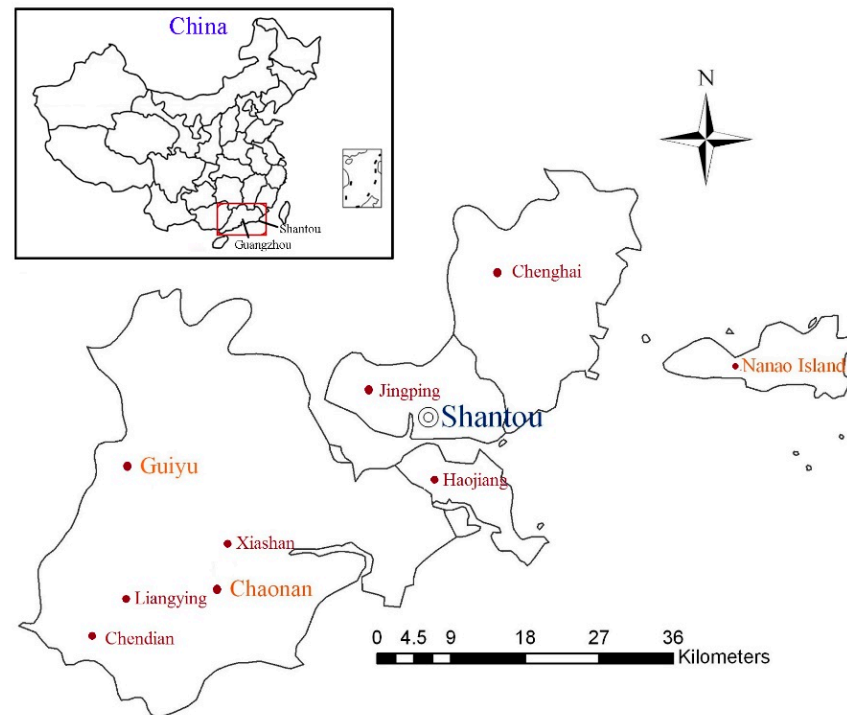 China
Shantou
Guangzhou
N
Chenghai
Nanao Island
Jingping
Shantou
Guiyu
Haojiang
Xiashan
Chaonan
Liangying
Chendian
0 4.5 9 18 27 36
Kilometers